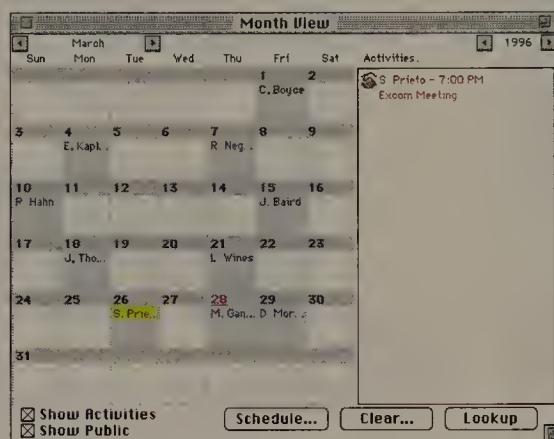 Month View
March
1996
Sun Mon Tue Wed Thu Fri Sat
Activities.
1 2
C. Boyce
S Prieto - 7:00 PM
Excom Meeting
3 4 5 6 7 8 9
E. Kapl.. R Neg..
10 11 12 13 14 15 16
P Hahn J. Baird
17 18 19 20 21 22 23
J. Tho... L Wines
24 25 26 27 28 29 30
S. Prie... M. Gan... D Mor...
31
Show Activities
Show Public
Schedule... Clear... Lookup